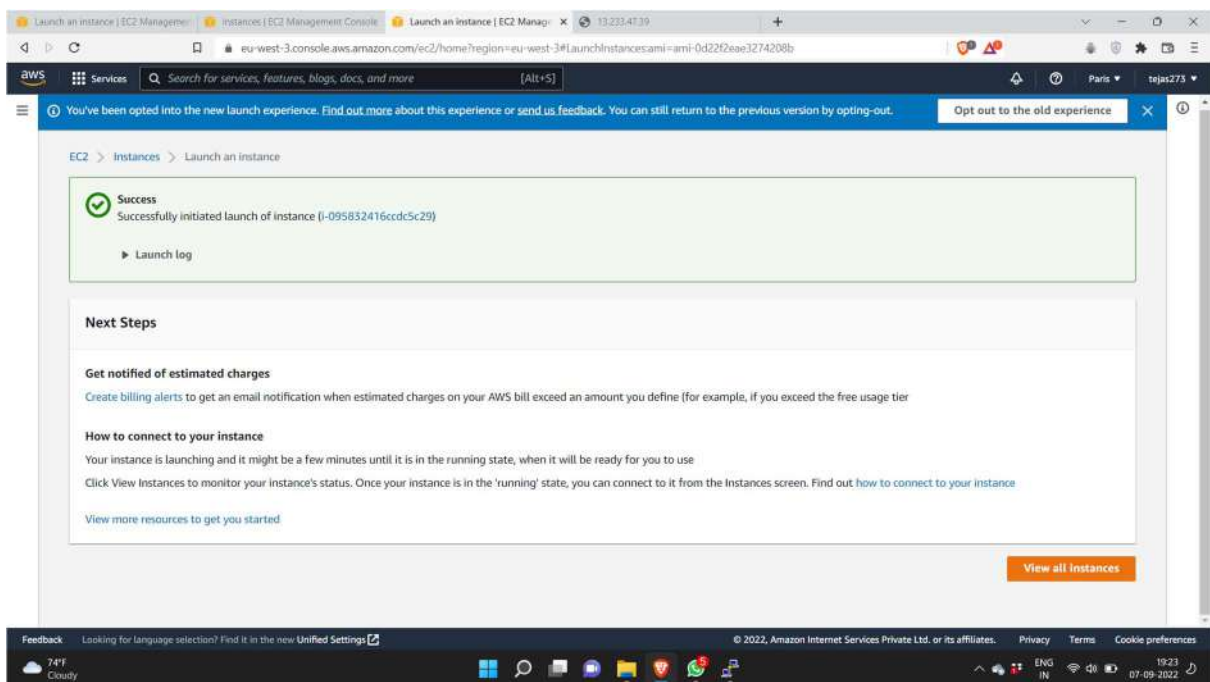 Launch an instance | EC2 Managemen
Instances | EC2 Management Console
Launch an instance | EC2 Manag
13.233.47.39
eu-west-3.console.aws.amazon.com/ec2/home?region=eu-west-3#LaunchInstances:ami=ami-0d22f2eae3274208b
aws
Services
Search for services, features, blogs, docs, and more
[Alt+S]
Paris
tejas273
You've been opted into the new launch experience. Find out more about this experience or send us feedback. You can still return to the previous version by opting-out.
Opt out to the old experience
EC2 > Instances > Launch an instance
Success
Successfully initiated launch of instance (i-095832416ccdc5c29)
Launch log
Next Steps
Get notified of estimated charges
Create billing alerts to get an email notification when estimated charges on your AWS bill exceed an amount you define (for example, if you exceed the free usage tier
How to connect to your instance
Your instance is launching and it might be a few minutes until it is in the running state, when it will be ready for you to use
Click View Instances to monitor your instance's status. Once your instance is in the 'running' state, you can connect to it from the Instances screen. Find out how to connect to your instance
View more resources to get you started
View all instances
Feedback
Looking for language selection? Find it in the new Unified Settings
© 2022, Amazon Internet Services Private Ltd. or its affiliates.
Privacy
Terms
Cookie preferences
74°F
Cloudy
5
ENG
IN
19:23
07-09-2022